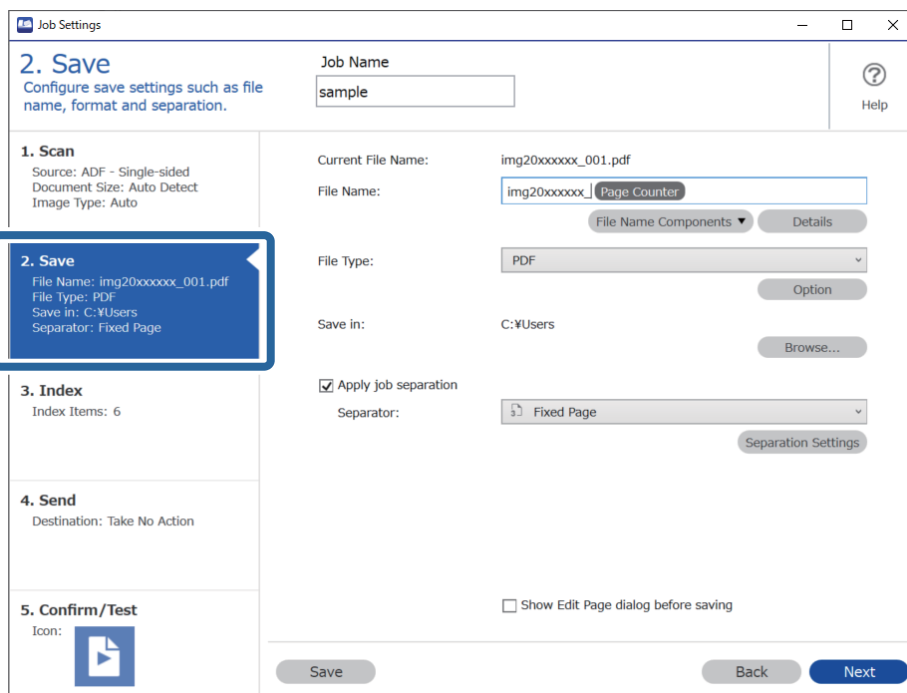 Job Settings
2. Save
Configure save settings such as file
name, format and separation.
Job Name
sample
Help
1. Scan
Source: ADF - Single-sided
Document Size: Auto Detect
Image Type: Auto
2. Save
File Name: img20xxxxxx_001.pdf
File Type: PDF
Save in: C:¥Users
Separator: Fixed Page
3. Index
Index Items: 6
4. Send
Destination: Take No Action
5. Confirm/Test
Icon:
Current File Name: img20xxxxxx_001.pdf
File Name: img20xxxxxx_ Page Counter
File Name Components ▼ Details
File Type: PDF
Option
Save in: C:¥Users
Browse...
Apply job separation
Separator: Fixed Page
Separation Settings
Show Edit Page dialog before saving
Save Back Next